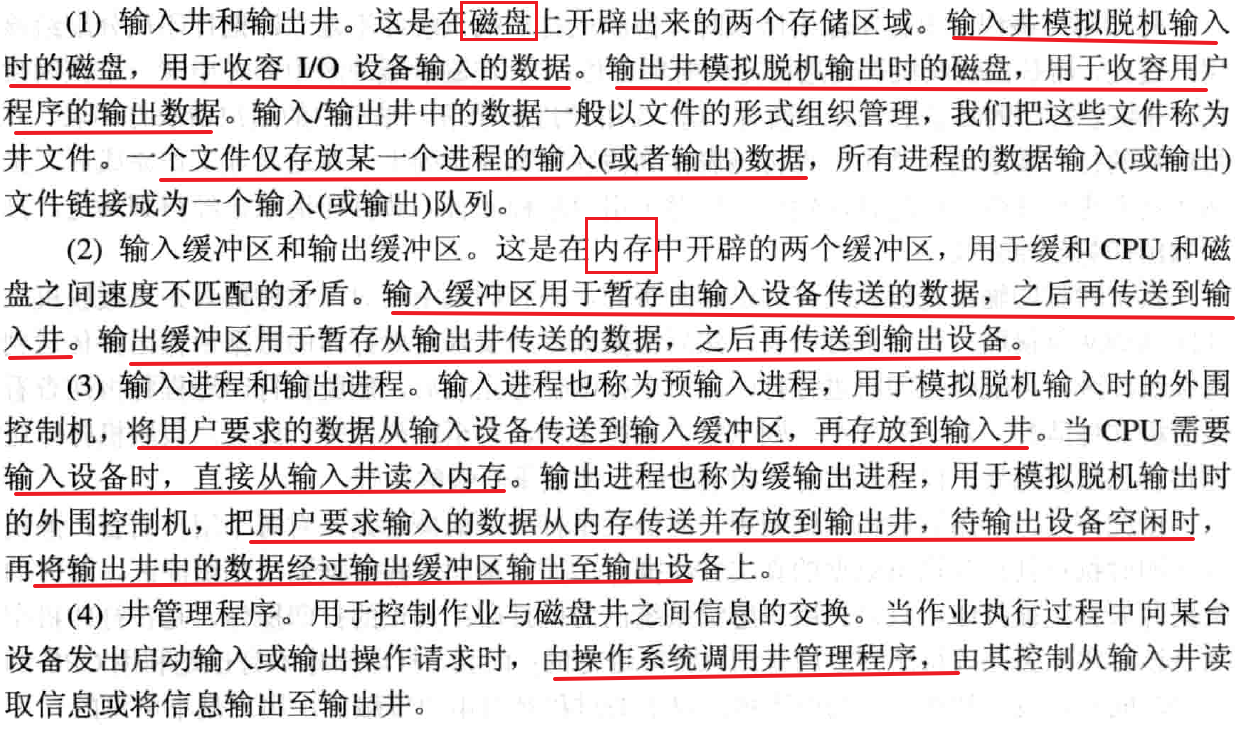 (1) 输入井和输出井。这是在磁盘上开辟出来的两个存储区域。输入井模拟脱机输入
时的磁盘，用于收容 I/O 设备输入的数据。输出井模拟脱机输出时的磁盘，用于收容用户
程序的输出数据。输入/输出井中的数据一般以文件的形式组织管理，我们把这些文件称为
井文件。一个文件仅存放某一个进程的输入(或者输出)数据，所有进程的数据输入(或输出)
文件链接成为一个输入(或输出)队列。
(2) 输入缓冲区和输出缓冲区。这是在内存中开辟的两个缓冲区，用于缓和 CPU 和磁
盘之间速度不匹配的矛盾。输入缓冲区用于暂存由输入设备传送的数据，之后再传送到输
入井。输出缓冲区用于暂存从输出井传送的数据，之后再传送到输出设备。
(3) 输入进程和输出进程。输入进程也称为预输入进程，用于模拟脱机输入时的外围
控制机，将用户要求的数据从输入设备传送到输入缓冲区，再存放到输入井。当 CPU 需要
输入设备时，直接从输入井读入内存。输出进程也称为缓输出进程，用于模拟脱机输出时
的外围控制机，把用户要求输入的数据从内存传送并存放到输出井，待输出设备空闲时，
再将输出井中的数据经过输出缓冲区输出至输出设备上。
(4) 井管理程序。用于控制作业与磁盘井之间信息的交换。当作业执行过程中向某台
设备发出启动输入或输出操作请求时，由操作系统调用井管理程序，由其控制从输入井读
取信息或将信息输出至输出井。